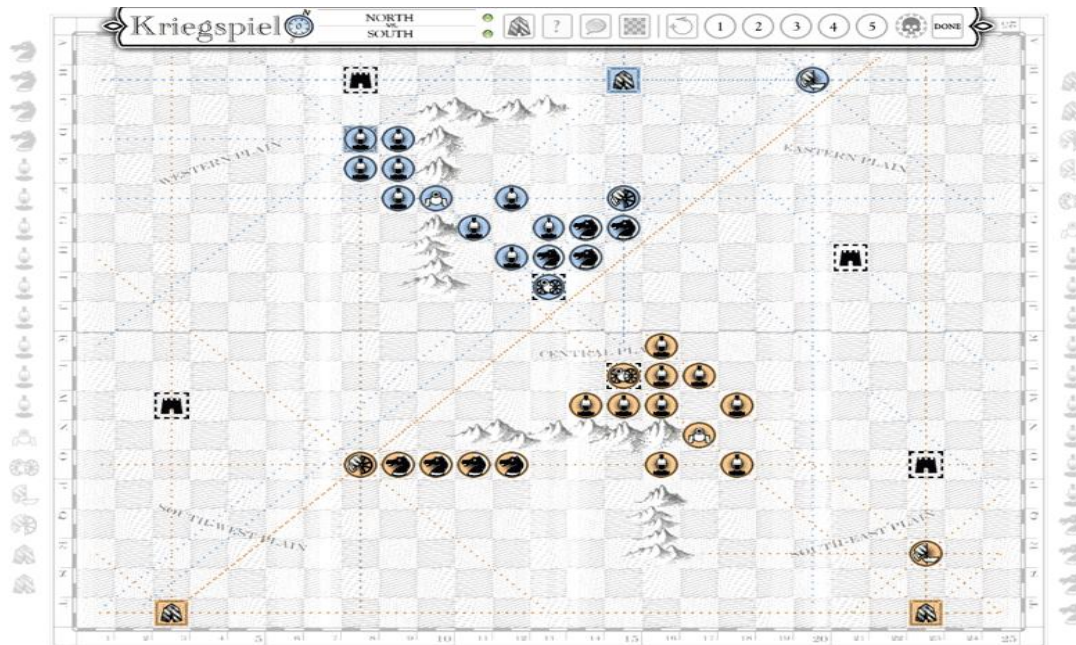 Kriegspiel
N
NORTH
VS.
SOUTH
?
1 2 3 4 5 DONE
WESTERN PLAIN
EASTERN PLAIN
CENTRAL PLA
SOUTH-WEST PLAIN
SOUTH-EAST PLAIN
1 2 3 4 5 6 7 8 9 10 11 12 13 14 15 16 17 18 19 20 21 22 23 24 25